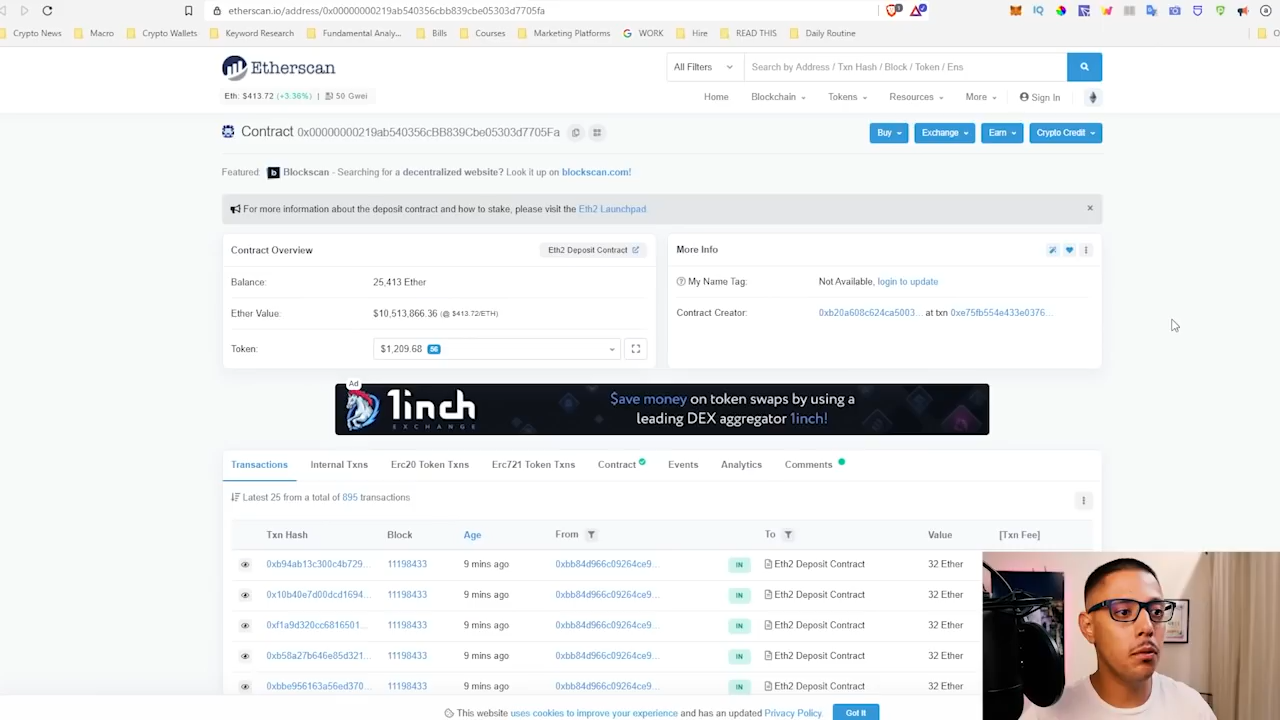 etherscan.io/address/0x00000000219ab540356cbb839cbe05303d7705fa
Crypto News Macro Crypto Wallets Keyword Research Fundamental Analy... Bills Courses Marketing Platforms WORK Hire READ THIS Daily Routine
Etherscan
All Filters Search by Address / Txn Hash / Block / Token / Ens
Eth: $413.72 (+3.36%) | 50 Gwei
Home Blockchain Tokens Resources More Sign In
Contract 0x00000000219ab540356cBB839Cbe05303d7705Fa
Buy Exchange Earn Crypto Credit
Featured: Blockscan - Searching for a decentralized website? Look it up on blockscan.com!
For more information about the deposit contract and how to stake, please visit the Eth2 Launchpad.
Contract Overview Eth2 Deposit Contract
More Info
Balance: 25,413 Ether
My Name Tag: Not Available, login to update
Ether Value: $10,513,866.36 (@ $413.72/ETH)
Contract Creator: 0xb20a608c624ca5003... at txn 0xe75fb554e433e0376...
Token: $1,209.68 56
Ad
1inch
EXCHANGE
$ave money on token swaps by using a
leading DEX aggregator 1inch!
Transactions Internal Txns Erc20 Token Txns Erc721 Token Txns Contract Events Analytics Comments
Latest 25 from a total of 895 transactions
Txn Hash Block Age From To Value [Txn Fee]
0xb94ab13c300c4b729... 11198433 9 mins ago 0xbb84d966c09264ce9... IN Eth2 Deposit Contract 32 Ether
0x10b40e7d00dcd1694... 11198433 9 mins ago 0xbb84d966c09264ce9... IN Eth2 Deposit Contract 32 Ether
0xf1a9d320cc6816501... 11198433 9 mins ago 0xbb84d966c09264ce9... IN Eth2 Deposit Contract 32 Ether
0xb58a27b646e85d321... 11198433 9 mins ago 0xbb84d966c09264ce9... IN Eth2 Deposit Contract 32 Ether
0xbbe956163a56ed370... 11198433 9 mins ago 0xbb84d966c09264ce9... IN Eth2 Deposit Contract 32 Ether
This website uses cookies to improve your experience and has an updated Privacy Policy. Got It